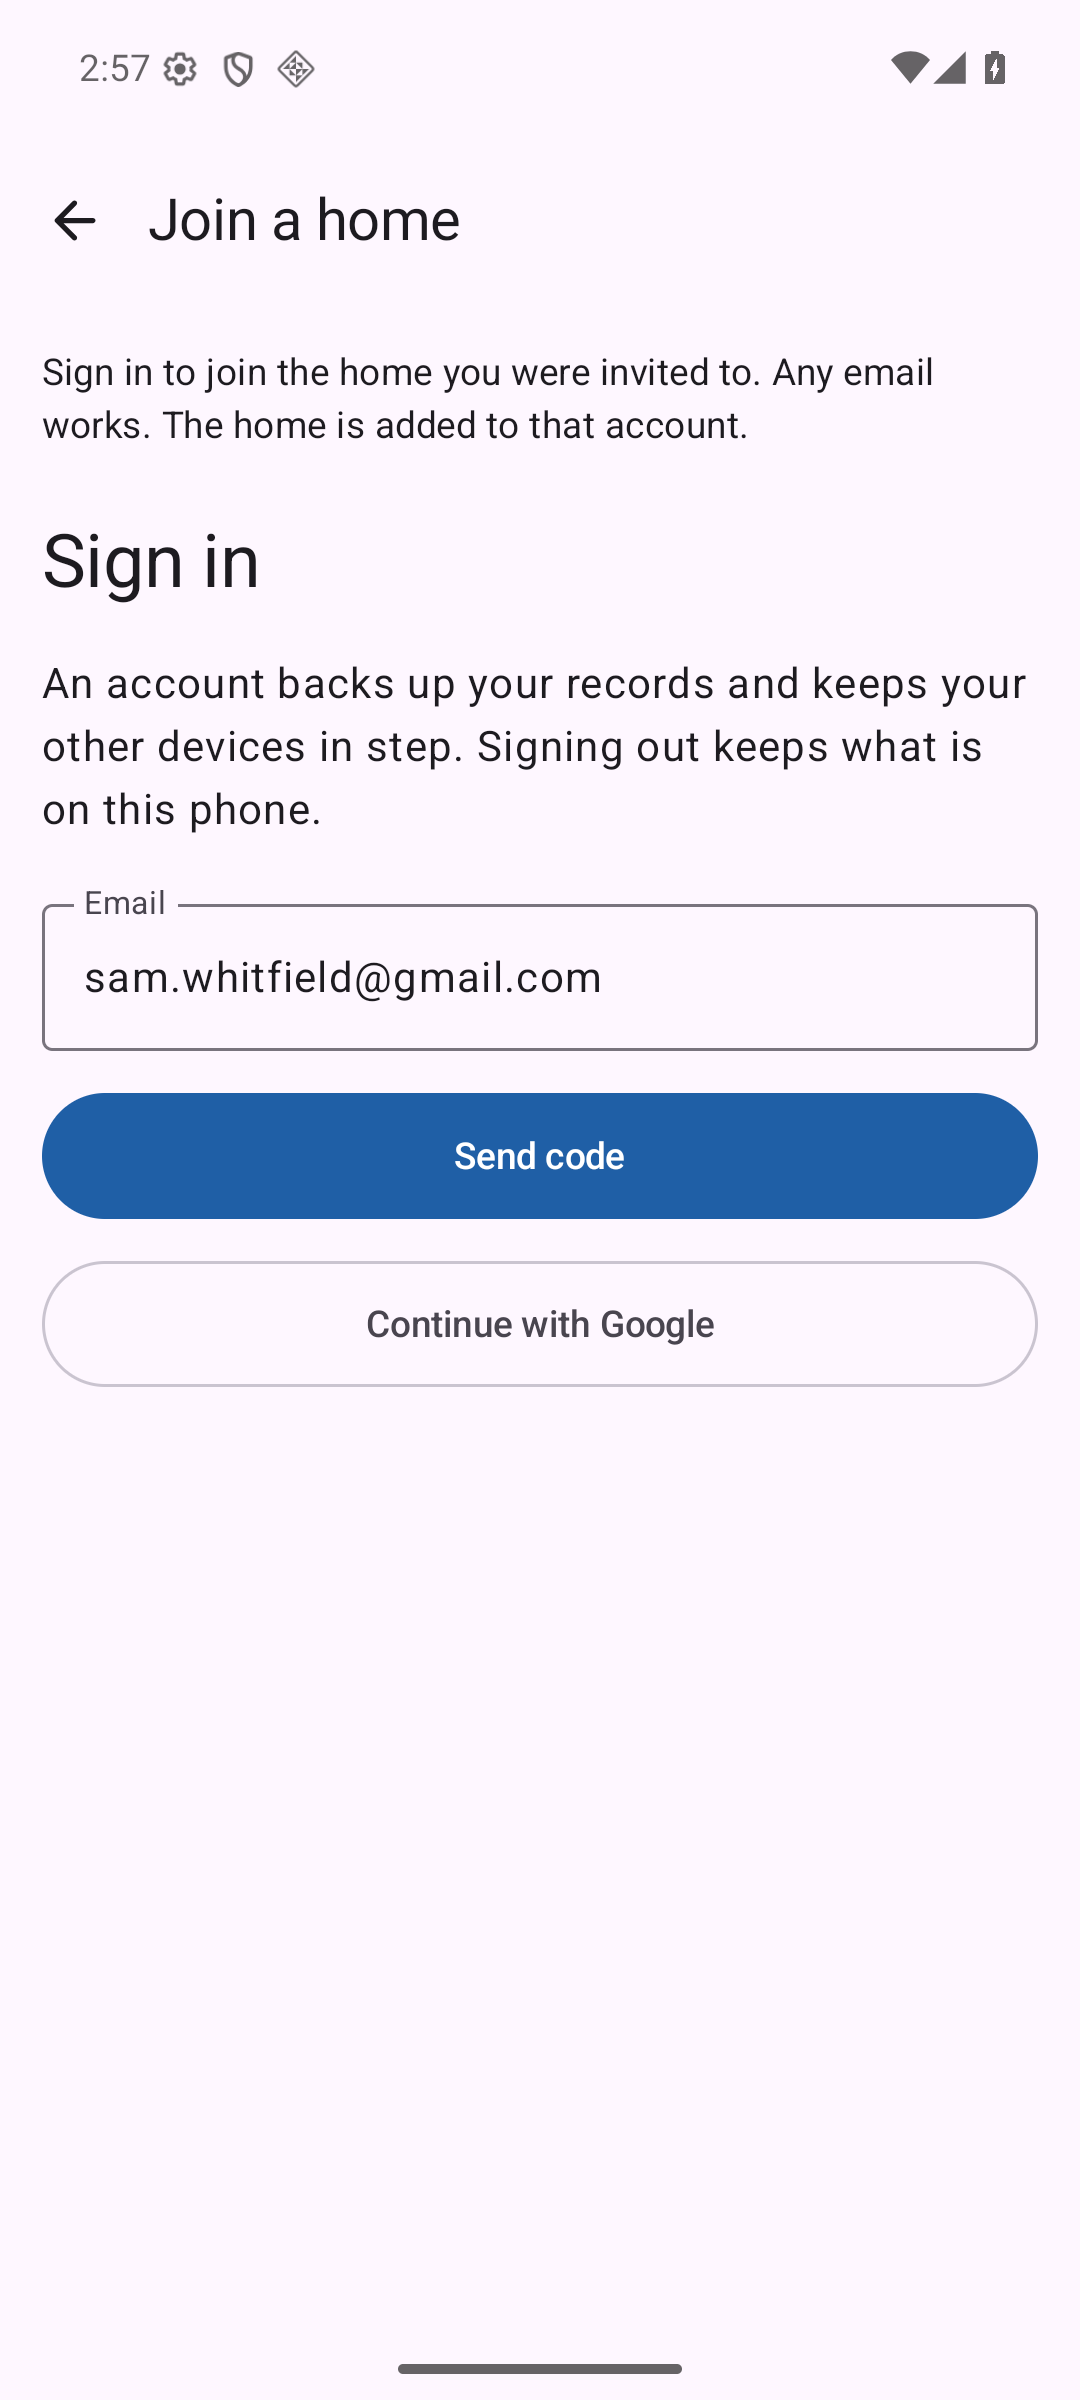 2:57
Join a home
Sign in to join the home you were invited to. Any email
works. The home is added to that account.
Sign in
An account backs up your records and keeps your
other devices in step. Signing out keeps what is
on this phone.
Email
sam.whitfield@gmail.com
Send code
Continue with Google